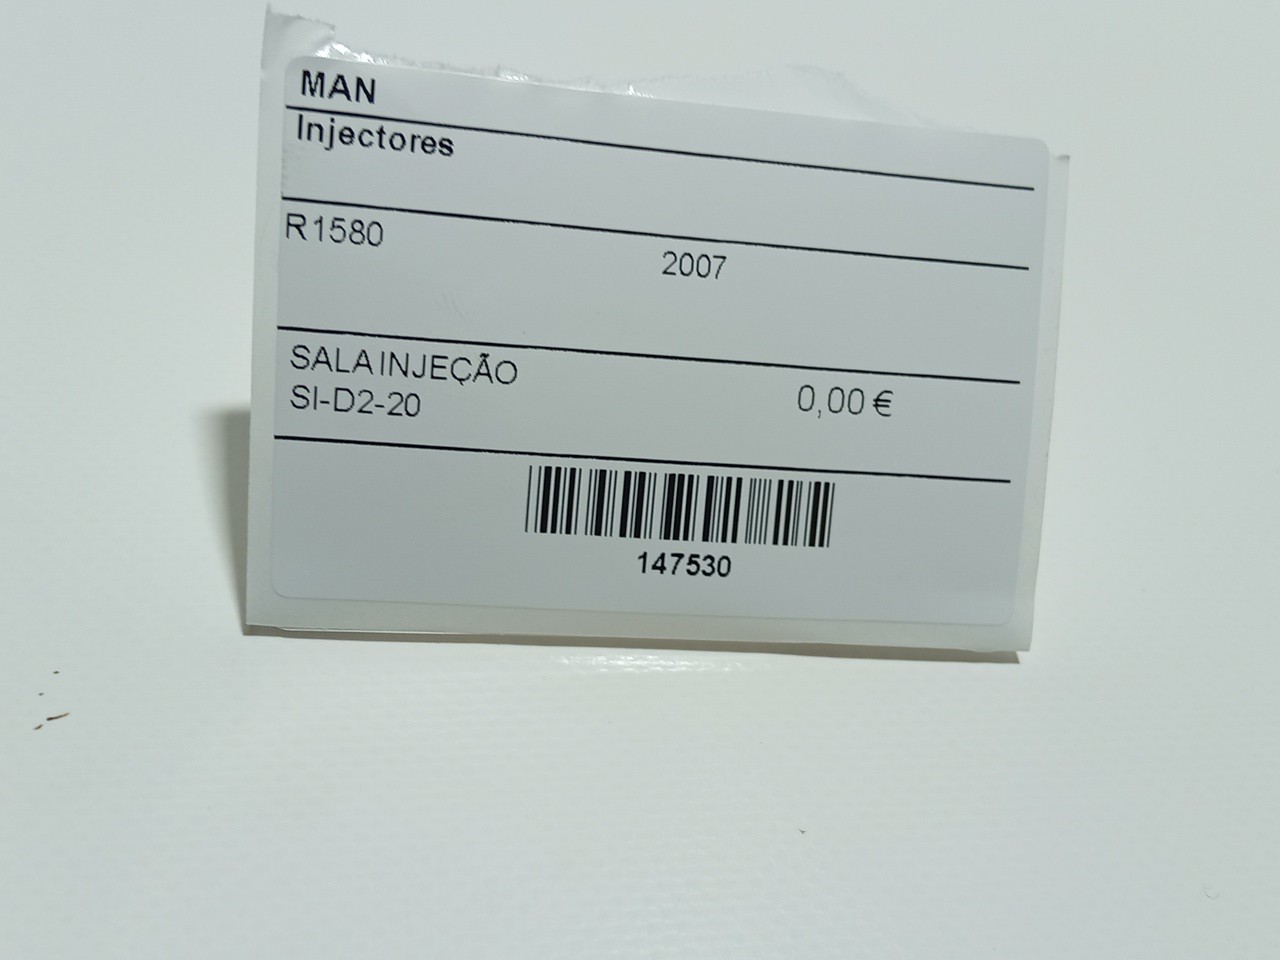 MAN
Injectores
R1580
2007
SALA INJEÇÃO
SI-D2-20
0,00 €
147530